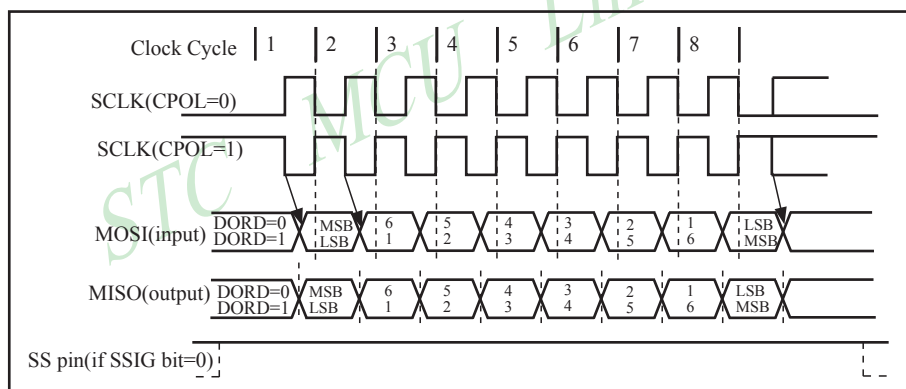 STC MCU Lim
Clock Cycle 1 2 3 4 5 6 7 8
SCLK(CPOL=0)
SCLK(CPOL=1)
MOSI(input) DORD=0 MSB 6 5 4 3 2 1 LSB
DORD=1 LSB 1 2 3 4 5 6 MSB
MISO(output) DORD=0 MSB 6 5 4 3 2 1 LSB
DORD=1 LSB 1 2 3 4 5 6 MSB
SS pin(if SSIG bit=0)